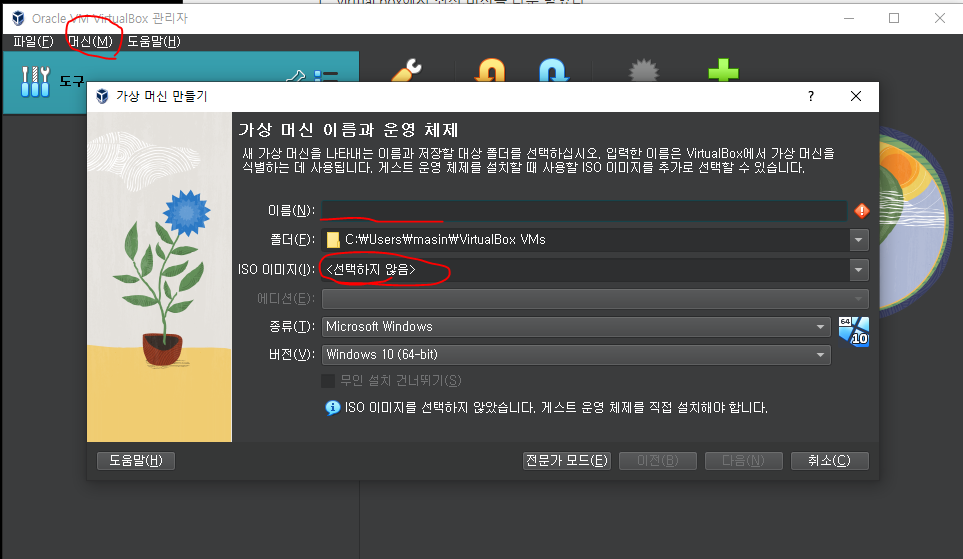 Oracle VM VirtualBox 관리자
파일(F) 머신(M) 도움말(H)
도구
가상 머신 만들기
?
가상 머신 이름과 운영 체제
새 가상 머신을 나타내는 이름과 저장할 대상 폴더를 선택하십시오. 입력한 이름은 VirtualBox에서 가상 머신을
식별하는 데 사용됩니다. 게스트 운영 체제를 설치할 때 사용할 ISO 이미지를 추가로 선택할 수 있습니다.
이름(N):
폴더(F): C:₩Users₩masin₩VirtualBox VMs
ISO 이미지(I): <선택하지 않음>
에디션(E):
종류(T): Microsoft Windows
64
10
버전(V): Windows 10 (64-bit)
무인 설치 건너뛰기(S)
ISO 이미지를 선택하지 않았습니다. 게스트 운영 체제를 직접 설치해야 합니다.
도움말(H) 전문가 모드(E) 이전(B) 다음(N) 취소(C)